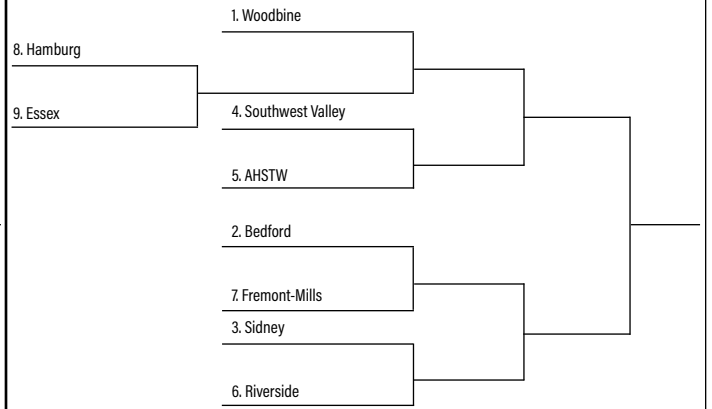 1. Woodbine
8. Hamburg
9. Essex
4. Southwest Valley
5. AHSTW
2. Bedford
7. Fremont-Mills
3. Sidney
6. Riverside